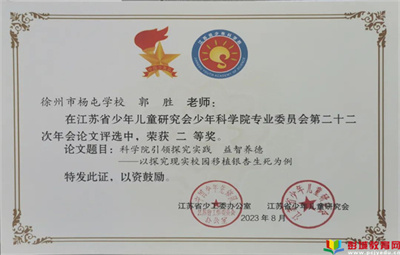 徐州市杨屯学校 郭胜 老师：
在江苏省少年儿童研究会少年科学院专业委员会第二十二
次年会论文评选中，荣获 二 等奖。
论文题目：科学院引领探索实践 益智养德
——以探究现实校园移植银杏生死为例
特发此证，以资鼓励。
江苏省少工委办公室 江苏省少年儿童研究会
2023年8月
彭城教育网